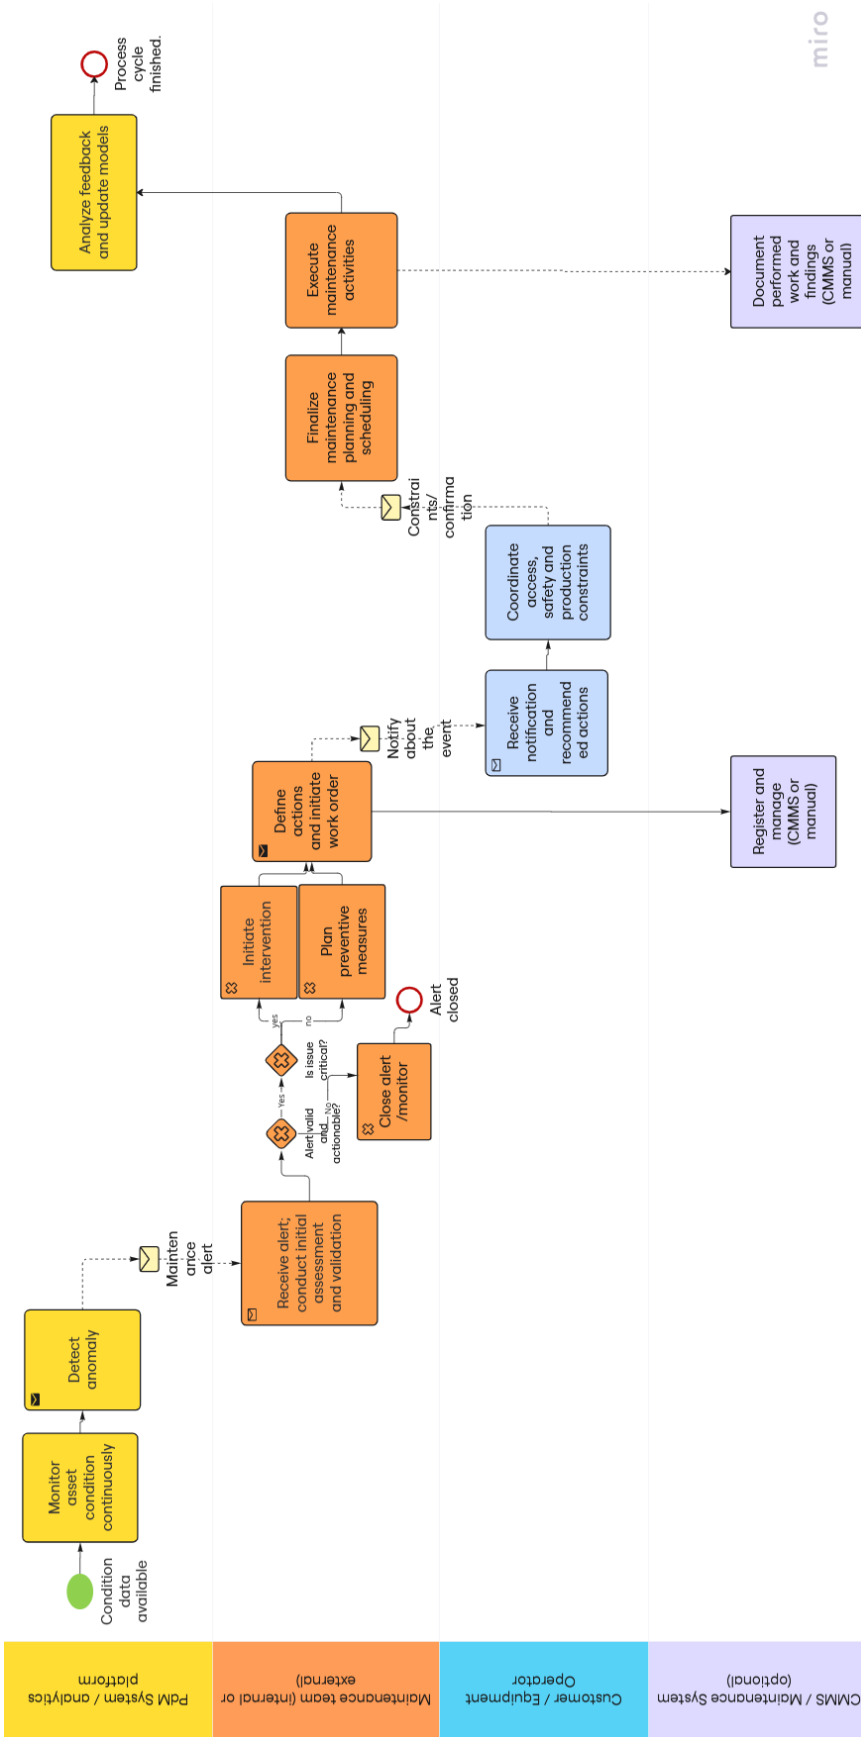 PdM System / analytics
platform
Condition
data
available
Monitor
asset
condition
continuously
Detect
anomaly
Analyze feedback
and update models
Process
cycle
finished.
Mainten
ance
alert
Maintenance team (internal or
external)
Receive alert;
conduct initial
assessment
and validation
Alert valid
and
actionable?
Yes
No
Is issue
critical?
yes
no
Close alert
/monitor
Alert
closed
Initiate
intervention
Plan
preventive
measures
Define
actions
and initiate
work order
Notify
about
the
event
Finalize
maintenance
planning and
scheduling
Execute
maintenance
activities
Constrai
nts/
confirma
tion
Customer / Equipment
Operator
Receive
notification
and
recommend
ed actions
Coordinate
access,
safety and
production
constraints
CMMS / Maintenance System
(optional)
Register and
manage
(CMMS or
manual)
Document
performed
work and
findings
(CMMS or
manual)
miro